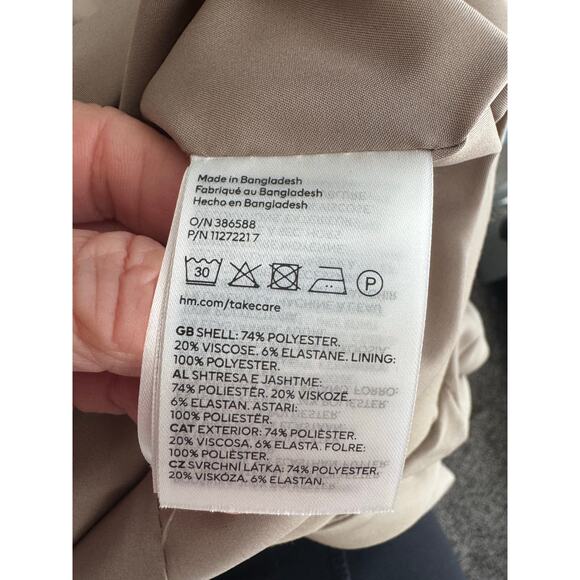 Made in Bangladesh
Fabriqué au Bangladesh
Hecho en Bangladesh
O/N 386588
P/N 11272217
30 P
hm.com/takecare
GB SHELL: 74% POLYESTER.
20% VISCOSE. 6% ELASTANE. LINING:
100% POLYESTER.
AL SHTRESA E JASHTME:
74% POLIESTËR. 20% VISKOZË
6% ELASTAN. ASTARI:
100% POLIESTËR.
CAT EXTERIOR: 74% POLIÈSTER.
20% VISCOSA. 6% ELASTÀ. FOLRE:
100% POLIÈSTER.
CZ SVRCHNÍ LÁTKA: 74% POLYESTER.
20% VISKÓZA. 6% ELASTAN.